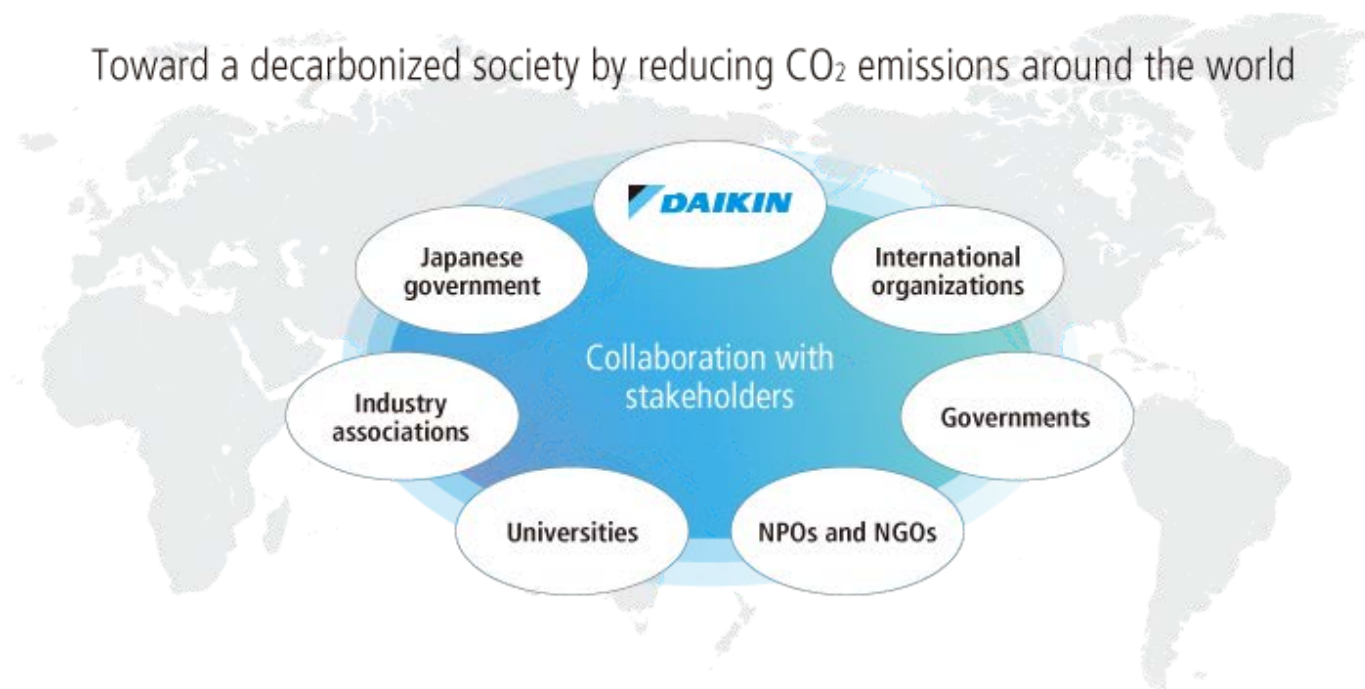 Toward a decarbonized society by reducing CO₂ emissions around the world
DAIKIN
Japanese
government
International
organizations
Collaboration with
stakeholders
Industry
associations
Governments
Universities
NPOs and NGOs